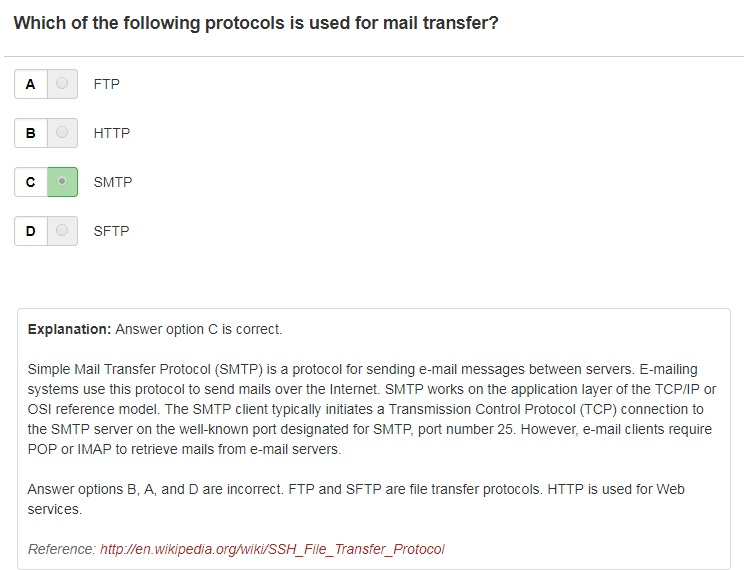 Which of the following protocols is used for mail transfer?
A FTP
B HTTP
C SMTP
D SFTP
Explanation: Answer option C is correct.
Simple Mail Transfer Protocol (SMTP) is a protocol for sending e-mail messages between servers. E-mailing
systems use this protocol to send mails over the Internet. SMTP works on the application layer of the TCP/IP or
OSI reference model. The SMTP client typically initiates a Transmission Control Protocol (TCP) connection to
the SMTP server on the well-known port designated for SMTP, port number 25. However, e-mail clients require
POP or IMAP to retrieve mails from e-mail servers.
Answer options B, A, and D are incorrect. FTP and SFTP are file transfer protocols. HTTP is used for Web
services.
Reference: http://en.wikipedia.org/wiki/SSH_File_Transfer_Protocol